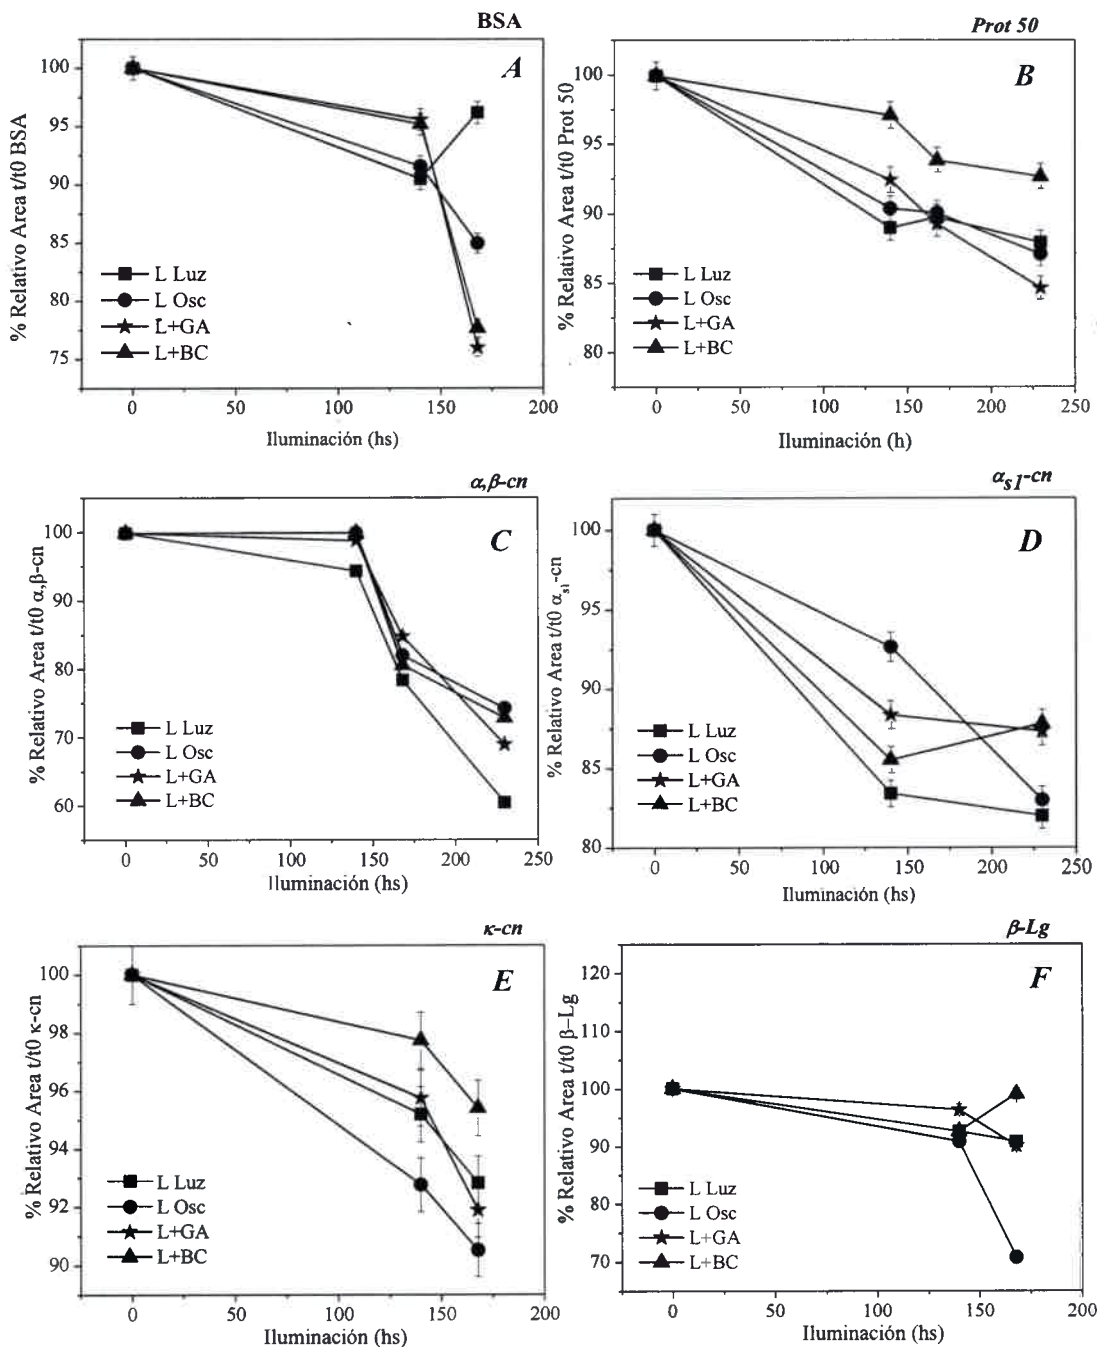 BSA
A
% Relativo Area t/t0 BSA
100
95
90
85
80
75
L Luz
L Osc
L+GA
L+BC
0 50 100 150 200
Iluminación (hs)
Prot 50
B
% Relativo Area t/t0 Prot 50
100
95
90
85
80
L Luz
L Osc
L+GA
L+BC
0 50 100 150 200 250
Iluminación (h)
α,β-cn
C
% Relativo Area t/t0 α,β-cn
100
90
80
70
60
L Luz
L Osc
L+GA
L+BC
0 50 100 150 200 250
Iluminación (hs)
αs1-cn
D
% Relativo Area t/t0 αs1-cn
100
95
90
85
80
L Luz
L Osc
L+GA
L+BC
0 50 100 150 200 250
Iluminación (hs)
κ-cn
E
% Relativo Area t/t0 κ-cn
100
98
96
94
92
90
L Luz
L Osc
L+GA
L+BC
0 50 100 150 200
Iluminación (hs)
β-Lg
F
% Relativo Area t/t0 β-Lg
120
110
100
90
80
70
L Luz
L Osc
L+GA
L+BC
0 50 100 150 200
Iluminación (hs)